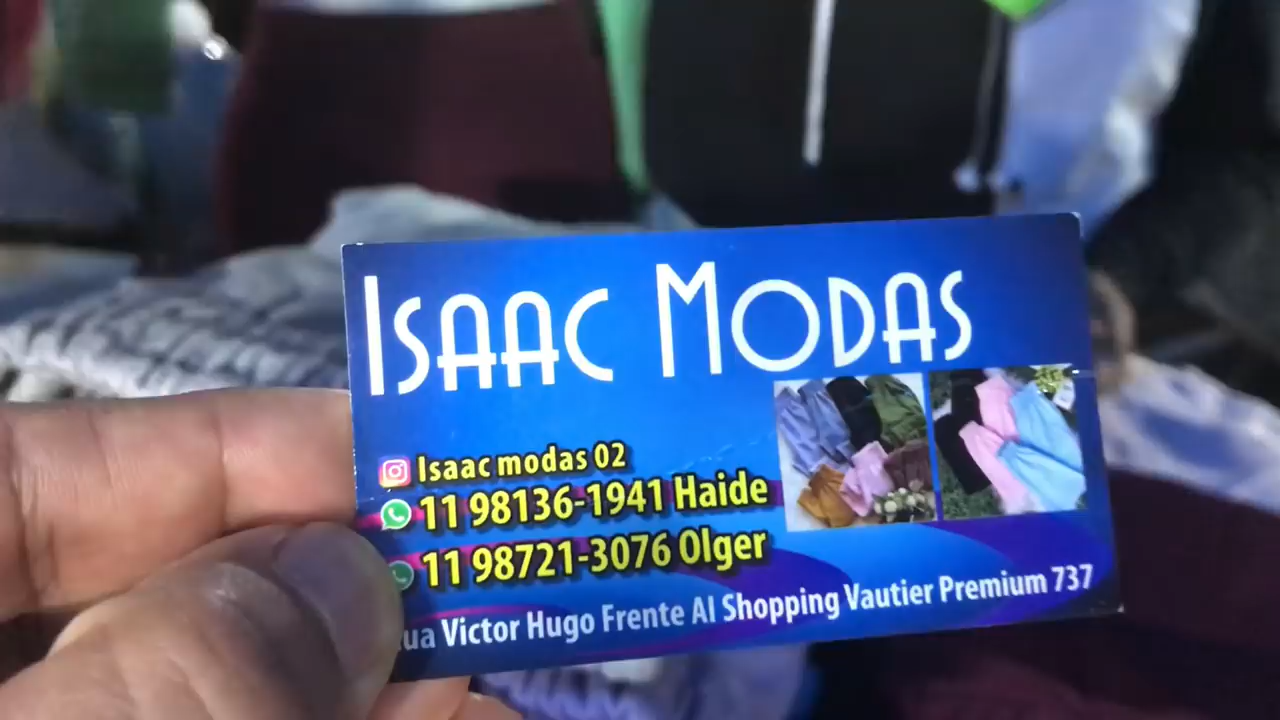 Isaac Modas
Isaac modas 02
11 98136-1941 Haide
11 98721-3076 Olger
Victor Hugo Frente Al Shopping Vautier Premium 737